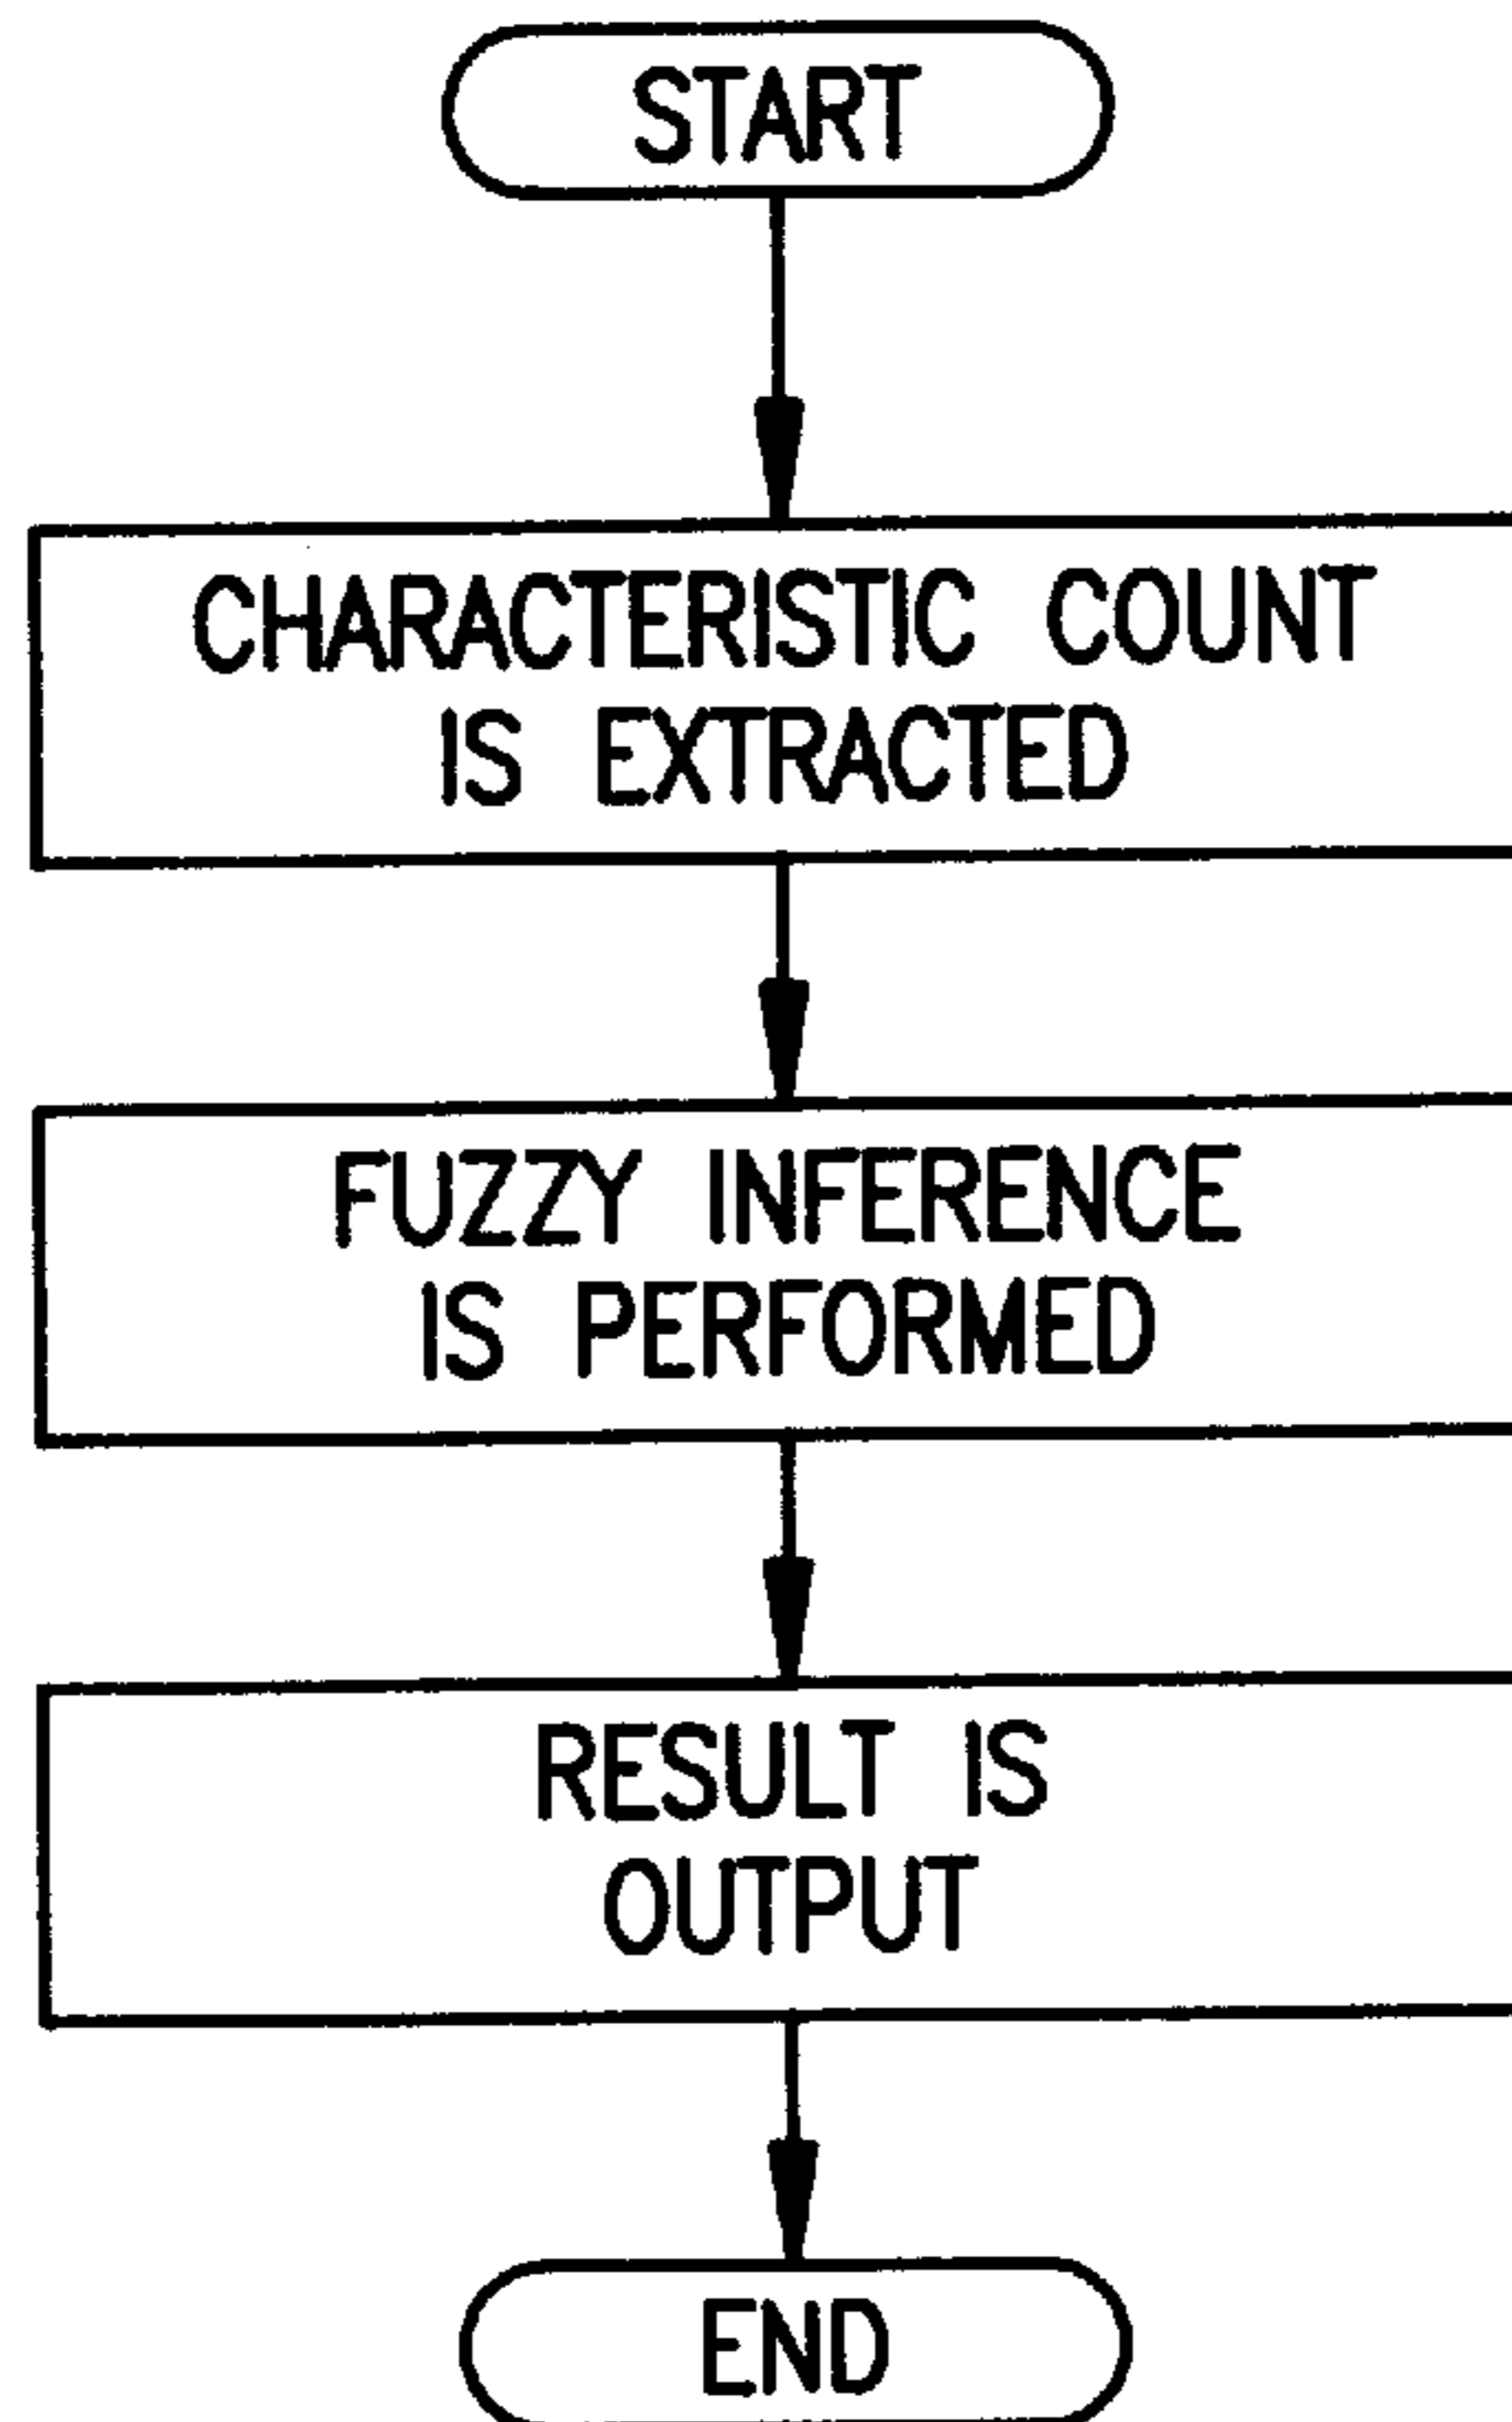 START
CHARACTERISTIC COUNT
IS EXTRACTED
FUZZY INFERENCE
IS PERFORMED
RESULT IS
OUTPUT
END